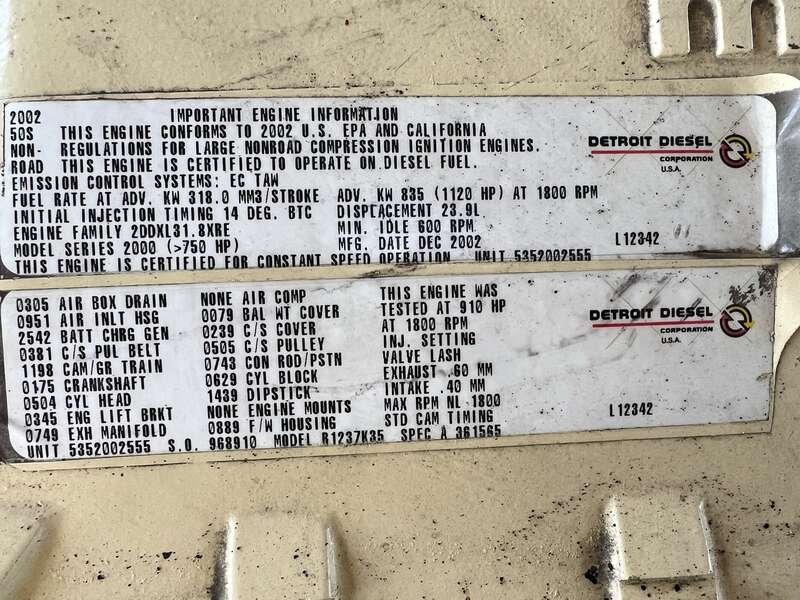 2002 IMPORTANT ENGINE INFORMATION
50S THIS ENGINE CONFORMS TO 2002 U.S. EPA AND CALIFORNIA
NON- REGULATIONS FOR LARGE NONROAD COMPRESSION IGNITION ENGINES.
ROAD THIS ENGINE IS CERTIFIED TO OPERATE ON DIESEL FUEL.
EMISSION CONTROL SYSTEMS: EC TAW
FUEL RATE AT ADV. KW 318.0 MM3/STROKE ADV. KW 835 (1120 HP) AT 1800 RPM
INITIAL INJECTION TIMING 14 DEG. BTC DISPLACEMENT 23.9L
ENGINE FAMILY 2DDXL31.8XRE MIN. IDLE 600 RPM
MODEL SERIES 2000 (>750 HP) MFG. DATE DEC 2002
THIS ENGINE IS CERTIFIED FOR CONSTANT SPEED OPERATION UNIT 5352002555
DETROIT DIESEL
CORPORATION
U.S.A.
L12342
0305 AIR BOX DRAIN NONE AIR COMP THIS ENGINE WAS
0951 AIR INLT HSG 0079 BAL WT COVER TESTED AT 910 HP
2542 BATT CHRG GEN 0239 C/S COVER AT 1800 RPM
0381 C/S PUL BELT 0505 C/S PULLEY INJ. SETTING
1198 CAM/GR TRAIN 0743 CON ROD/PSTN VALVE LASH
0175 CRANKSHAFT 0629 CYL BLOCK EXHAUST .60 MM
0504 CYL HEAD 1439 DIPSTICK INTAKE .40 MM
0345 ENG LIFT BRKT NONE ENGINE MOUNTS MAX RPM NL 1800
0749 EXH MANIFOLD 0889 F/W HOUSING STD CAM TIMING
UNIT 5352002555 S.O. 968910 MODEL R1237K35 SPEC A 361565
DETROIT DIESEL
CORPORATION
U.S.A.
L12342